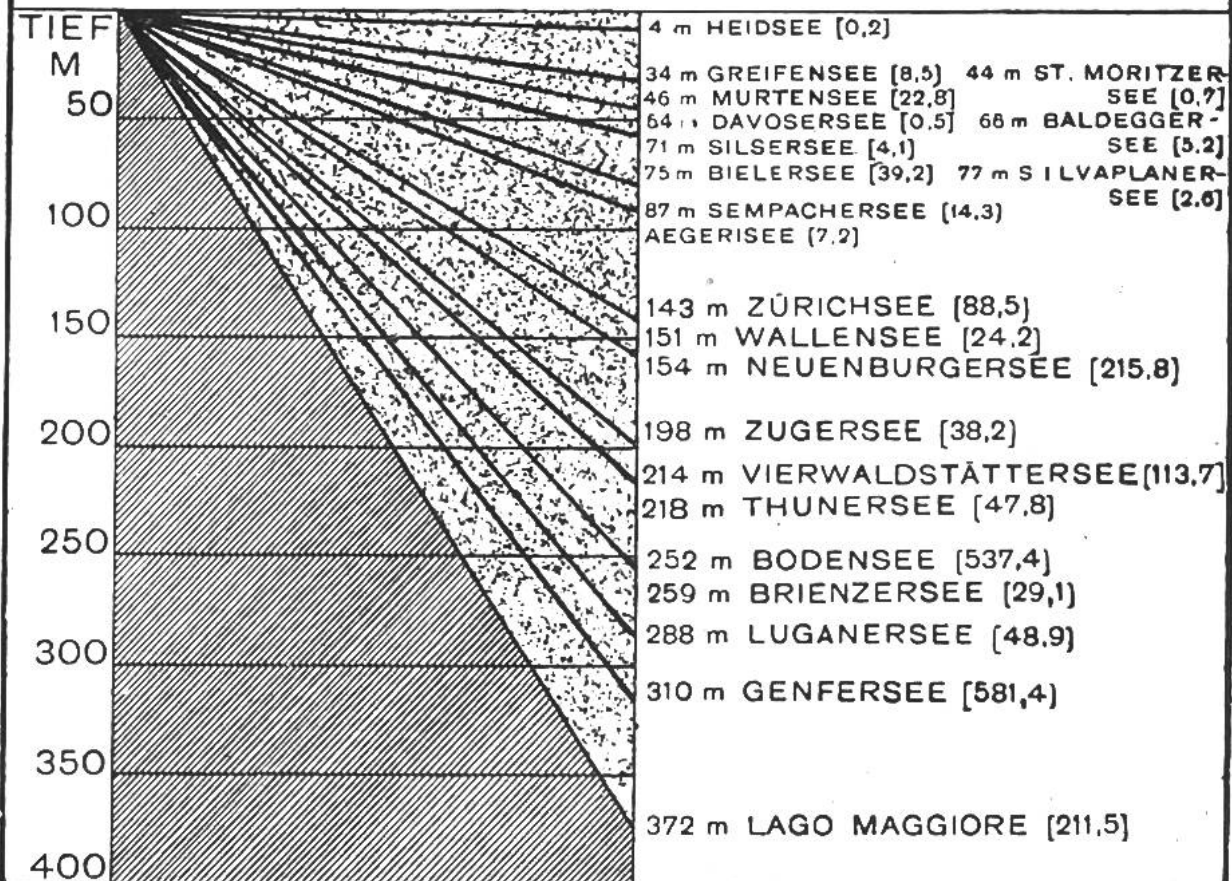 TIEF
M
50
100
150
200
250
300
350
400
4 m HEIDSEE [0,2]
34 m GREIFENSEE [8,5] 44 m ST. MORITZER
46 m MURTENSEE [22,8] SEE [0,7]
64 m DAVOSERSEE [0,5] 66 m BALDEGGER-
71 m SILSERSEE [4,1] SEE [5,2]
75 m BIELERSEE [39,2] 77 m SILVAPLANER-
87 m SEMPACHERSEE [14,3] SEE [2,6]
AEGERISEE [7,2]
143 m ZÜRICHSEE [88,5]
151 m WALLENSEE [24,2]
154 m NEUENBURGERSEE [215,8]
198 m ZUGERSEE [38,2]
214 m VIERWALDSTÄTTERSEE [113,7]
218 m THUNERSEE [47,8]
252 m BODENSEE [537,4]
259 m BRIENZERSEE [29,1]
288 m LUGANERSEE [48,9]
310 m GENFERSEE [581,4]
372 m LAGO MAGGIORE [211,5]